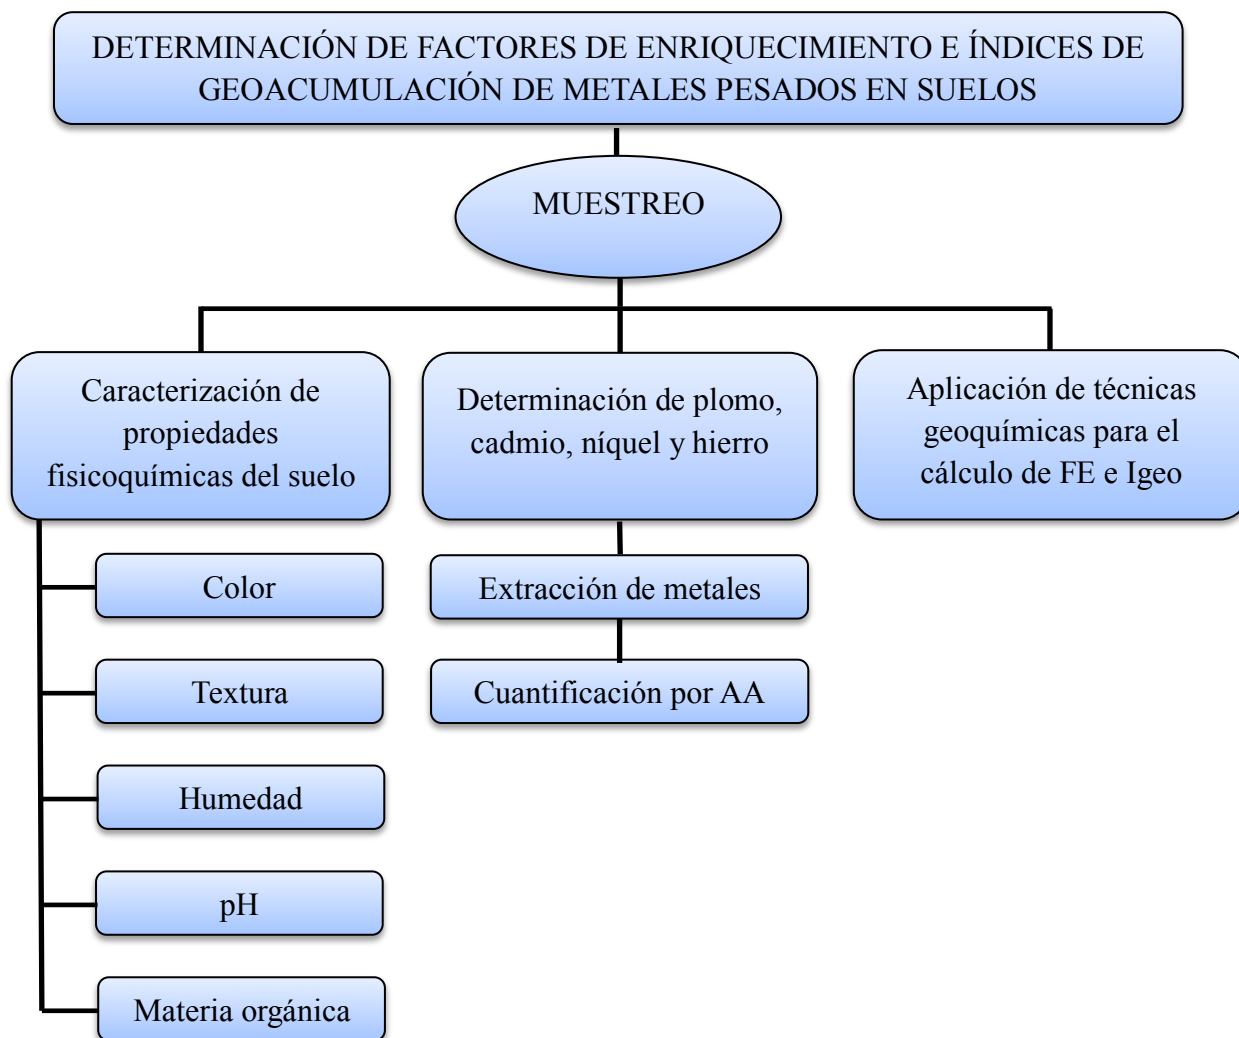 DETERMINACIÓN DE FACTORES DE ENRIQUECIMIENTO E ÍNDICES DE
GEOACUMULACIÓN DE METALES PESADOS EN SUELOS
MUESTREO
Caracterización de
propiedades
fisicoquímicas del suelo
Color
Textura
Humedad
pH
Materia orgánica
Determinación de plomo,
cadmio, níquel y hierro
Extracción de metales
Cuantificación por AA
Aplicación de técnicas
geoquímicas para el
cálculo de FE e Igeo